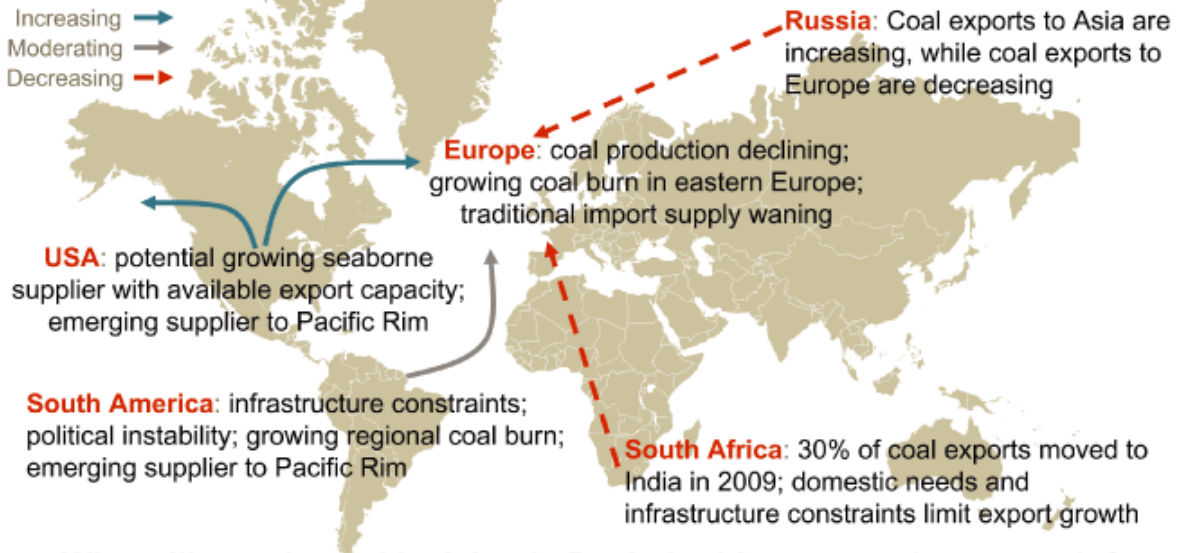 Increasing
Moderating
Decreasing
Russia: Coal exports to Asia are
increasing, while coal exports to
Europe are decreasing
Europe: coal production declining;
growing coal burn in eastern Europe;
traditional import supply waning
USA: potential growing seaborne
supplier with available export capacity;
emerging supplier to Pacific Rim
South America: infrastructure constraints;
political instability; growing regional coal burn;
emerging supplier to Pacific Rim
South Africa: 30% of coal exports moved to
India in 2009; domestic needs and
infrastructure constraints limit export growth